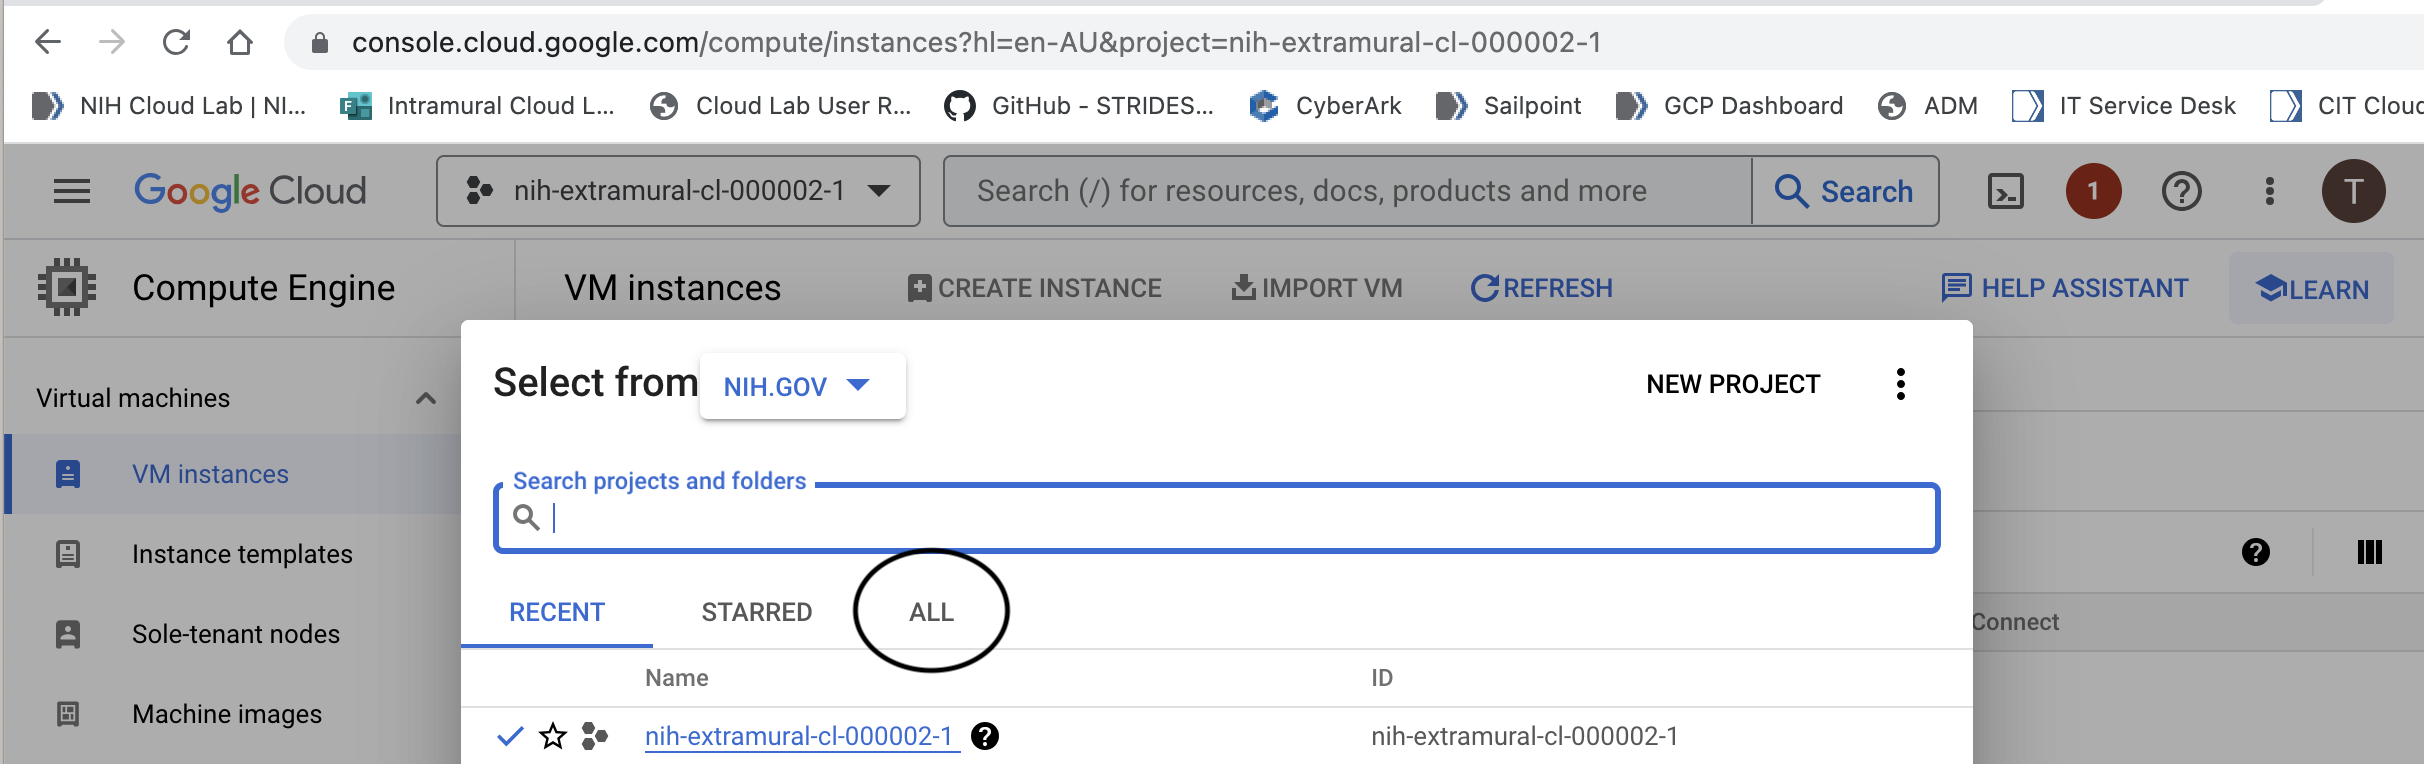 console.cloud.google.com/compute/instances?hl=en-AU&project=nih-extramural-cl-000002-1
NIH Cloud Lab | NI... Intramural Cloud L... Cloud Lab User R... GitHub - STRIDES... CyberArk Sailpoint GCP Dashboard ADM IT Service Desk CIT Cloud
Google Cloud nih-extramural-cl-000002-1 Search (/) for resources, docs, products and more Search 1 T
Compute Engine VM instances CREATE INSTANCE IMPORT VM REFRESH HELP ASSISTANT LEARN
Select from NIH.GOV NEW PROJECT
Virtual machines
Search projects and folders
VM instances
Instance templates
RECENT STARRED ALL
Connect
Sole-tenant nodes
Name ID
Machine images
nih-extramural-cl-000002-1 nih-extramural-cl-000002-1